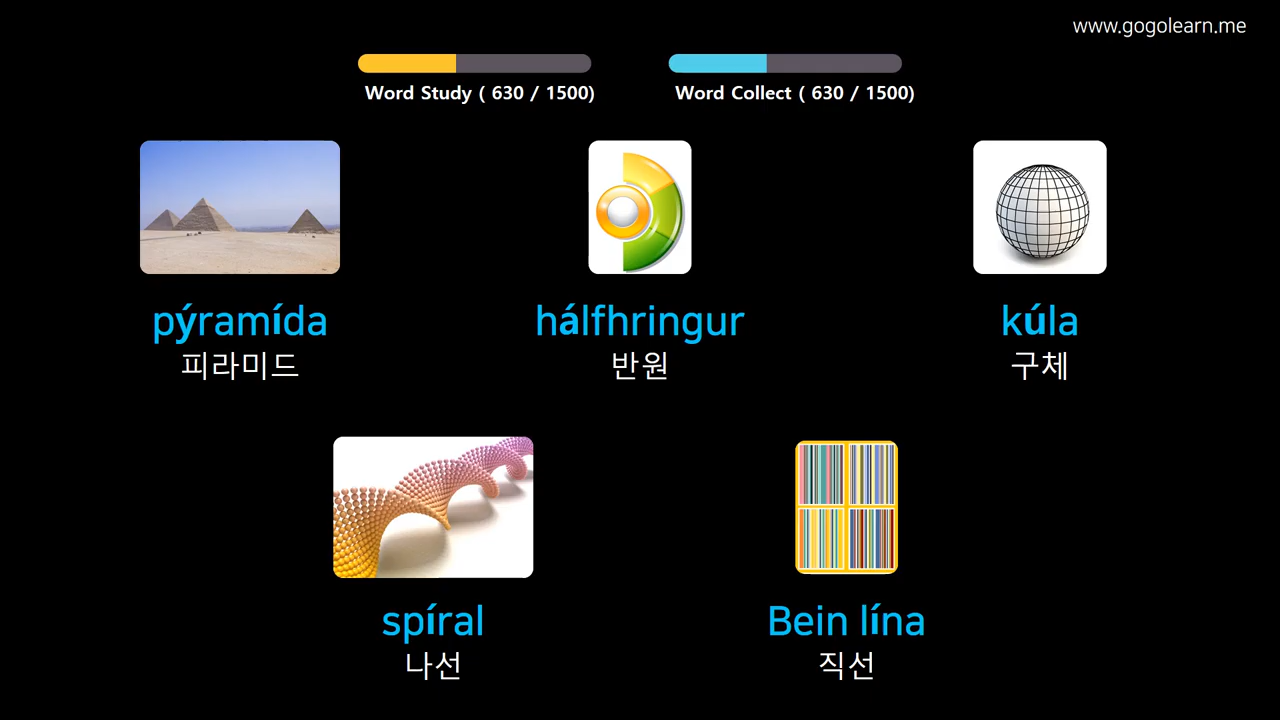 www.gogolearn.me
Word Study ( 630 / 1500)
Word Collect ( 630 / 1500)
pýramída
피라미드
hálfhringur
반원
kúla
구체
spíral
나선
Bein lína
직선